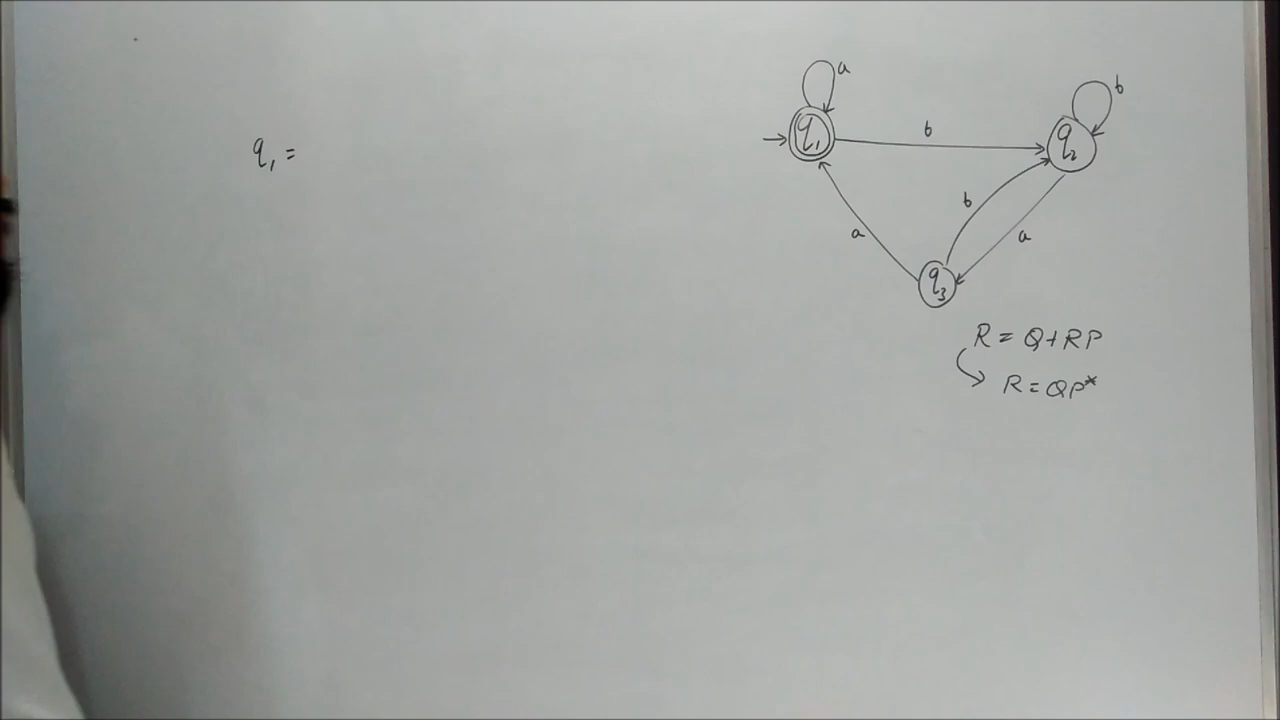 q₁ =
a
b
q₁
b
q₂
b
a
a
q₃
R = Q+RP
R = QP*